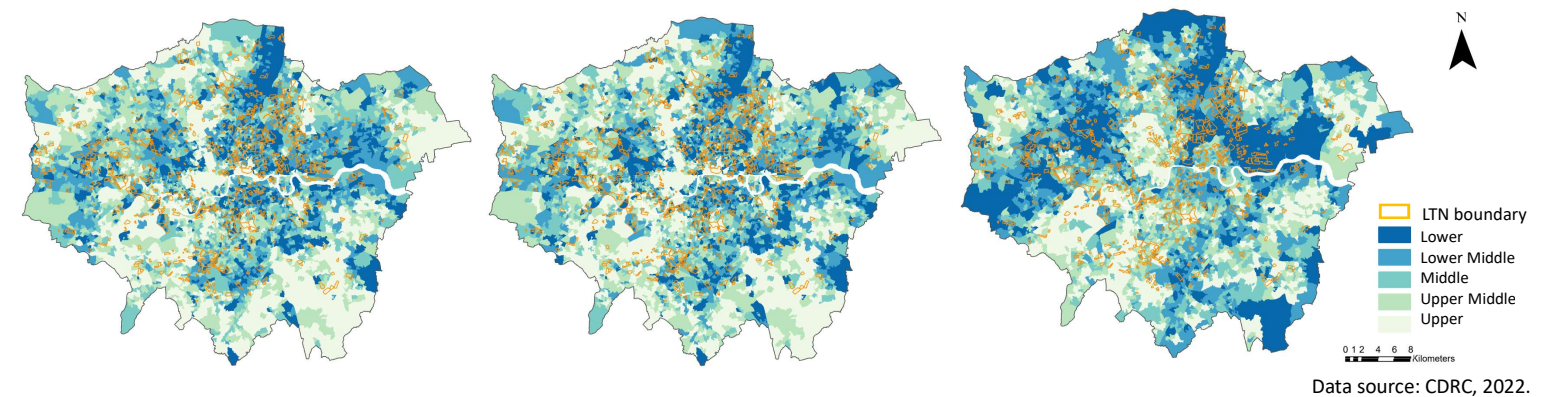 N
LTN boundary
Lower
Lower Middle
Middle
Upper Middle
Upper
0 1 2 4 6 8
Kilometers
Data source: CDRC, 2022.